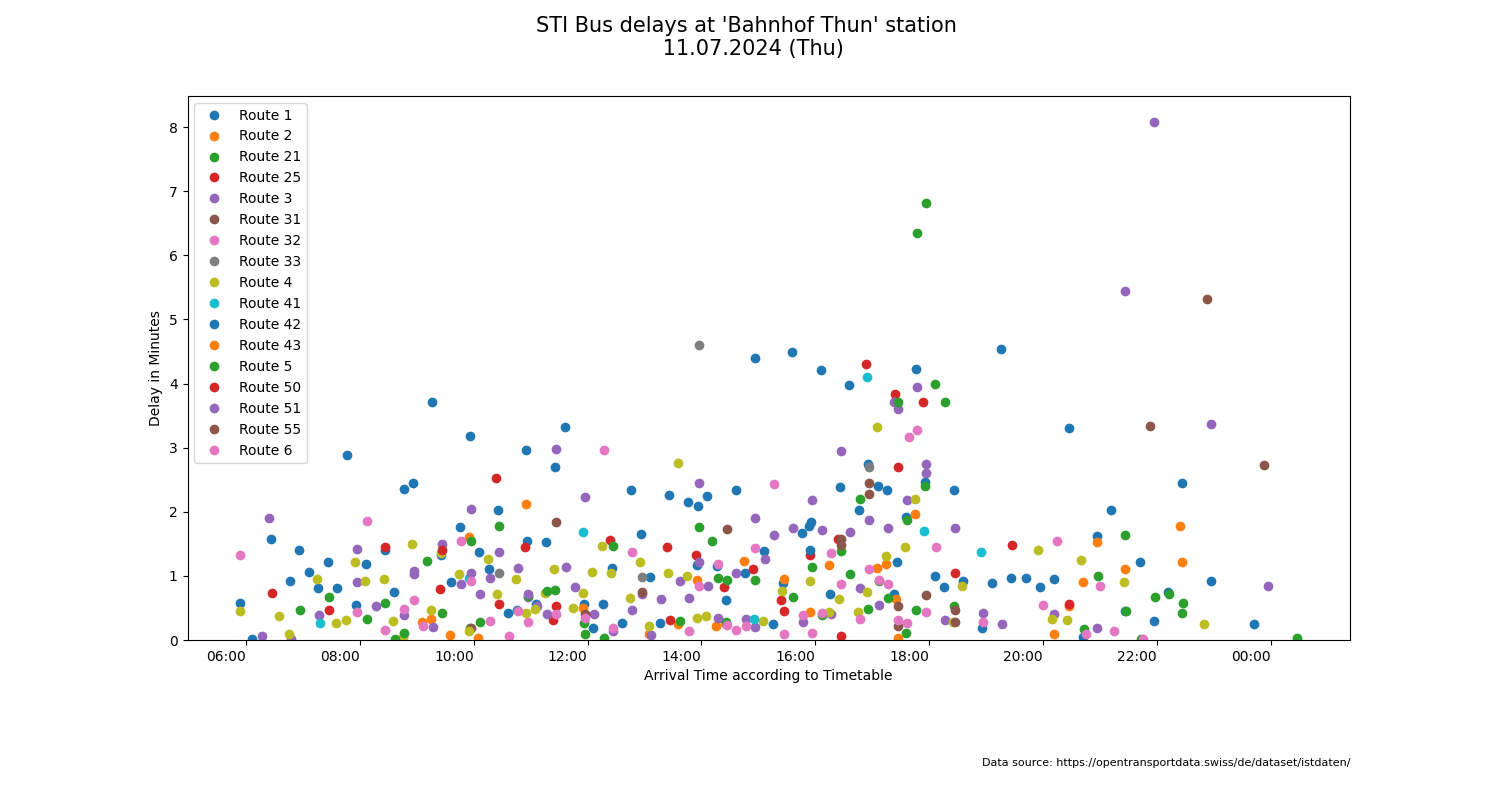 STI Bus delays at 'Bahnhof Thun' station
11.07.2024 (Thu)
Route 1
Route 2
Route 21
Route 25
Route 3
Route 31
Route 32
Route 33
Route 4
Route 41
Route 42
Route 43
Route 5
Route 50
Route 51
Route 55
Route 6
Delay in Minutes
8
7
6
5
4
3
2
1
0
06:00 08:00 10:00 12:00 14:00 16:00 18:00 20:00 22:00 00:00
Arrival Time according to Timetable
Data source: https://opentransportdata.swiss/de/dataset/istdaten/